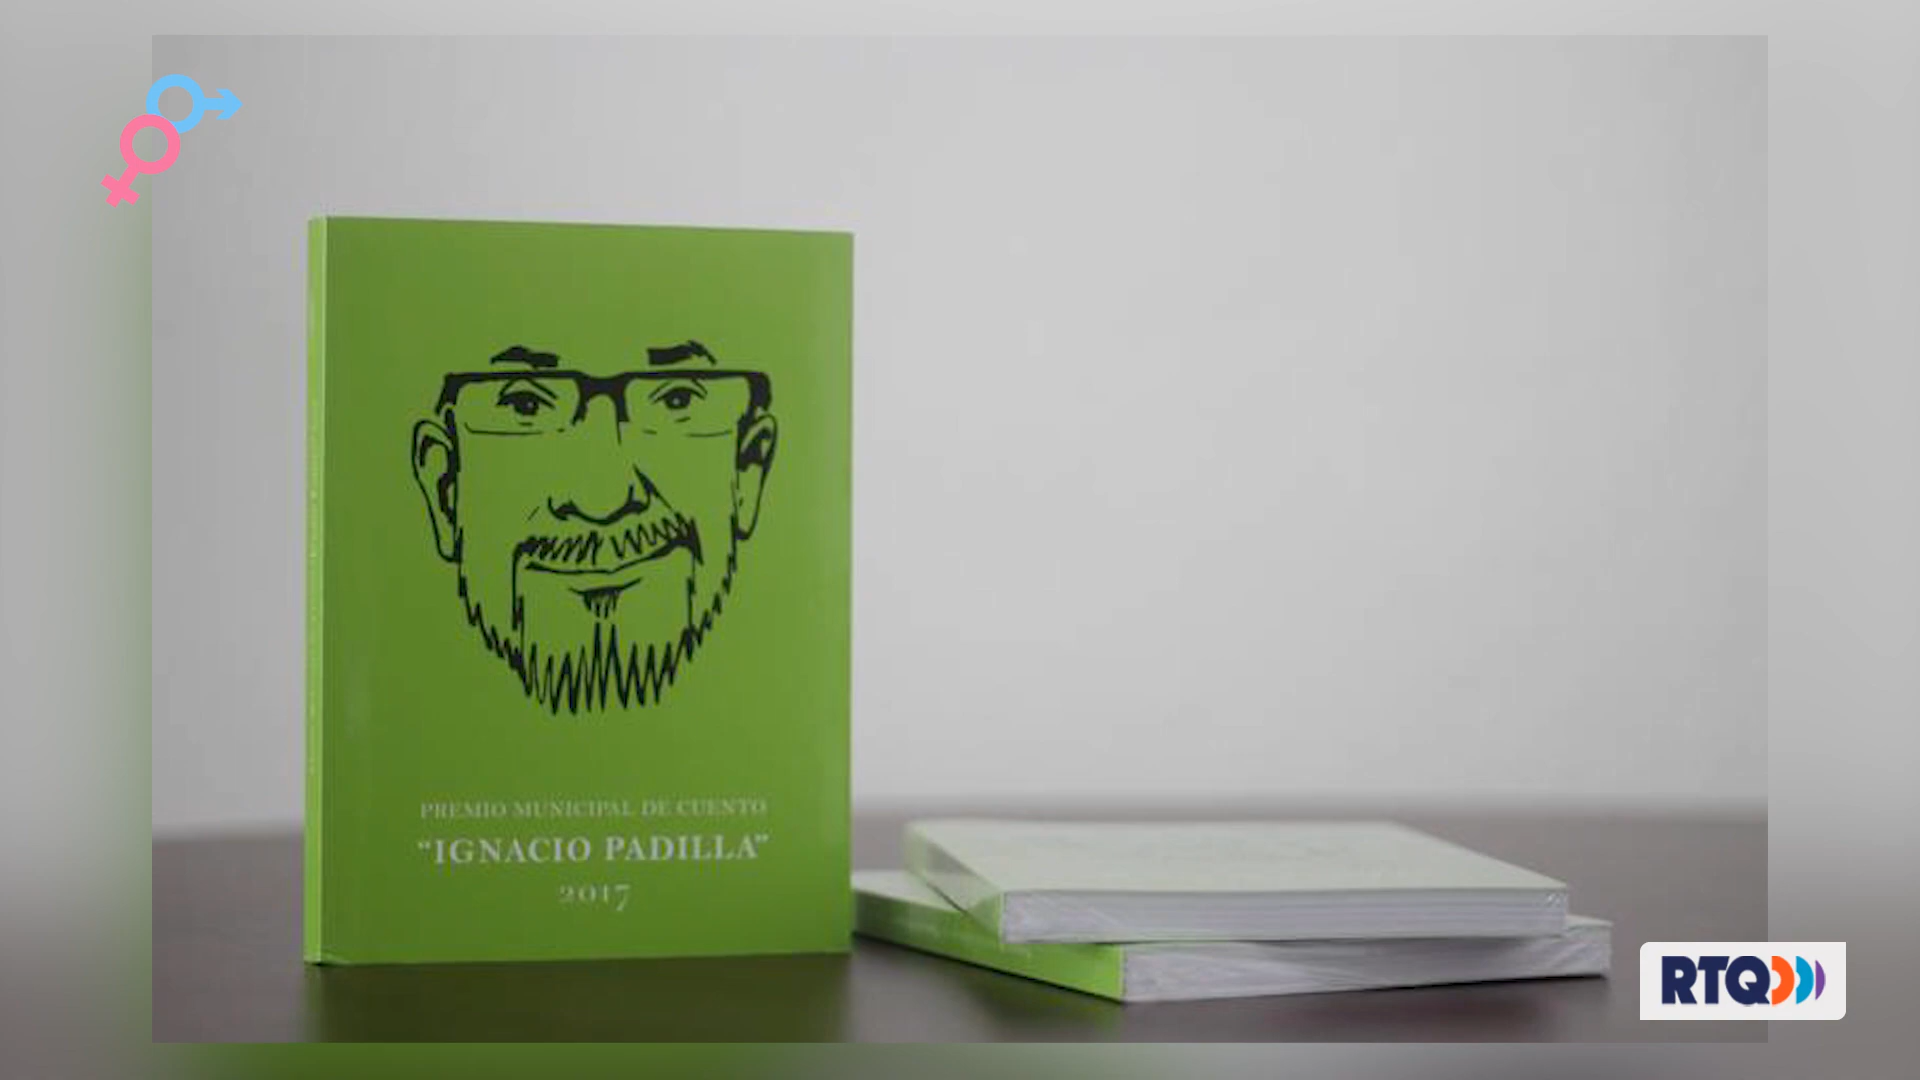 PREMIO MUNICIPAL DE CUENTO
"IGNACIO PADILLA"
2017
RTQ